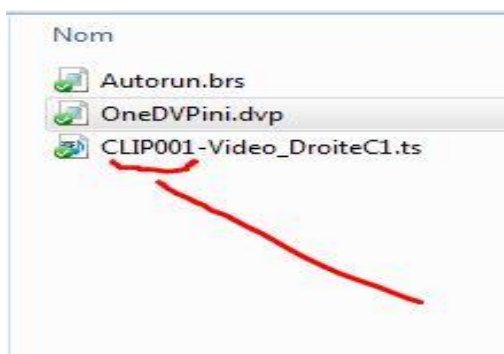 Nom
Autorun.brs
OneDVPini.dvp
CLIP001-Video_DroiteC1.ts